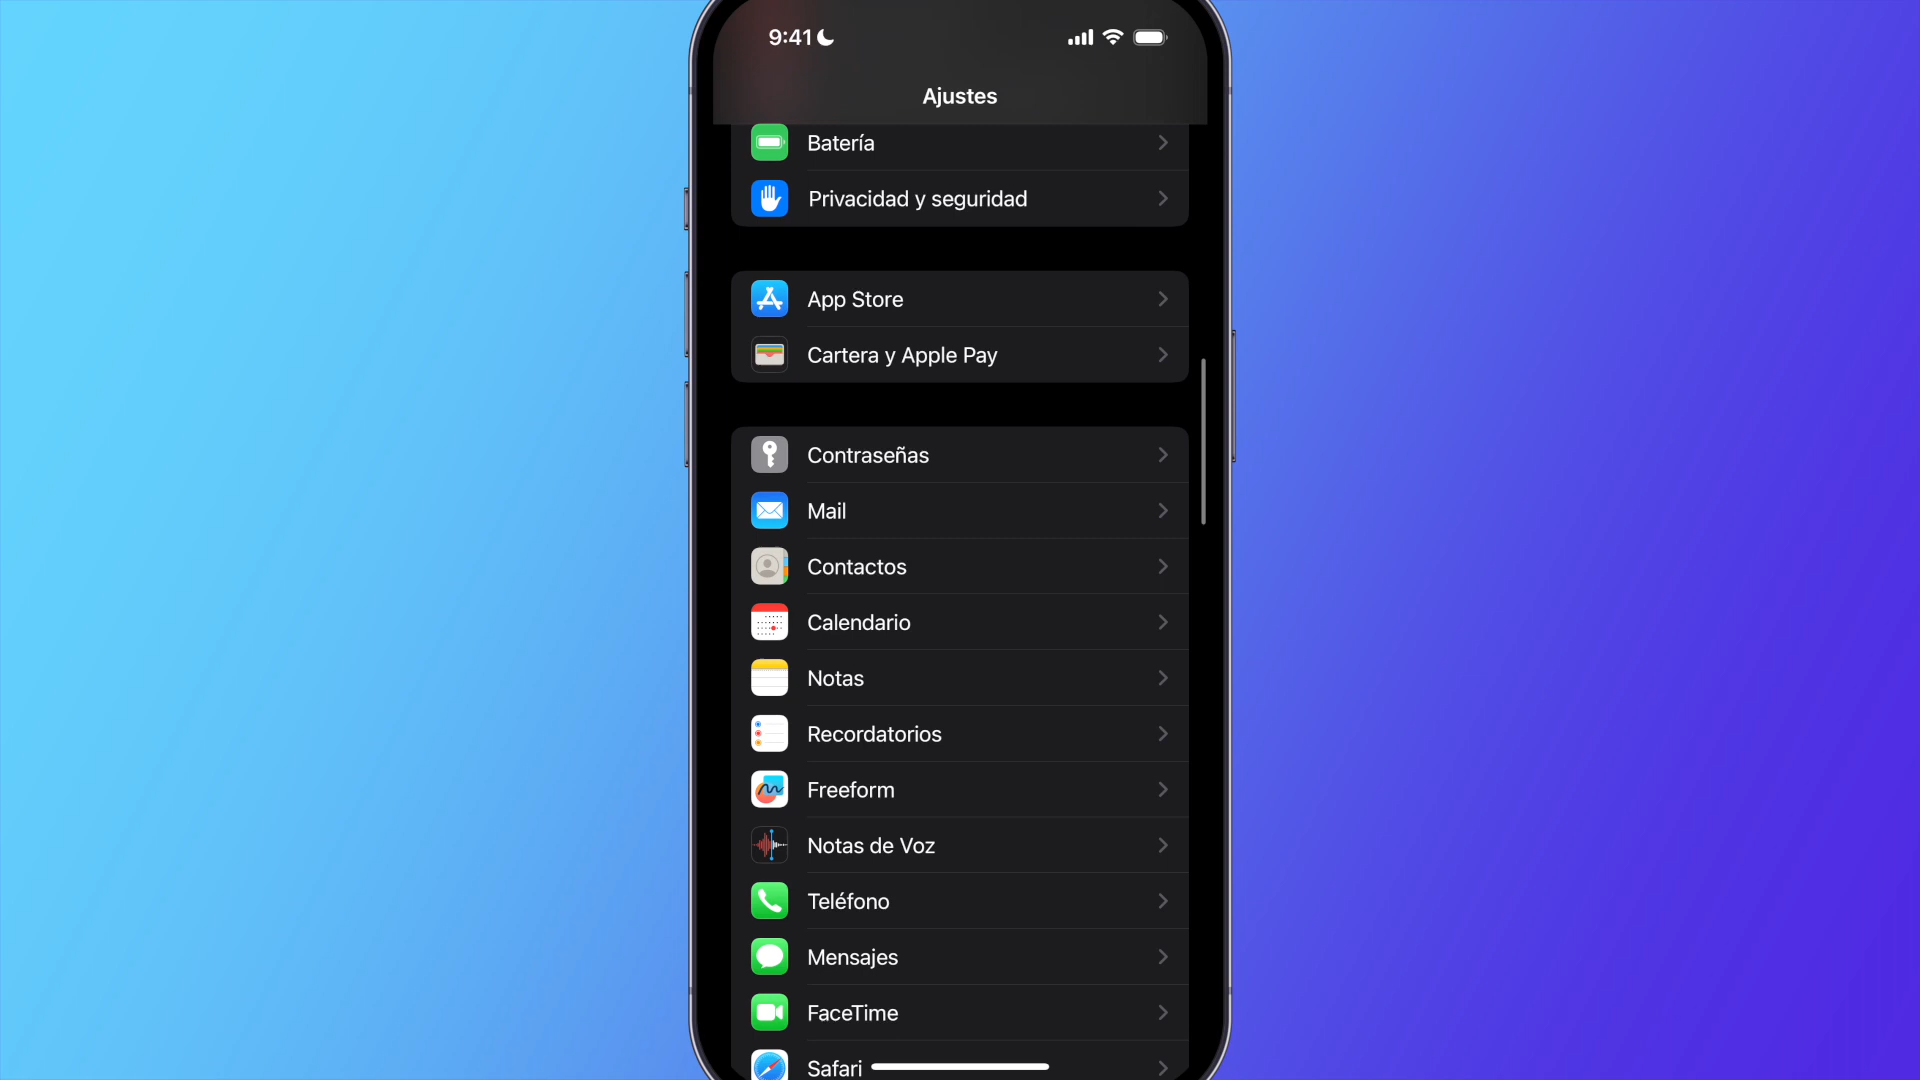 9:41
Ajustes
Batería
Privacidad y seguridad
App Store
Cartera y Apple Pay
Contraseñas
Mail
Contactos
Calendario
Notas
Recordatorios
Freeform
Notas de Voz
Teléfono
Mensajes
FaceTime
Safari